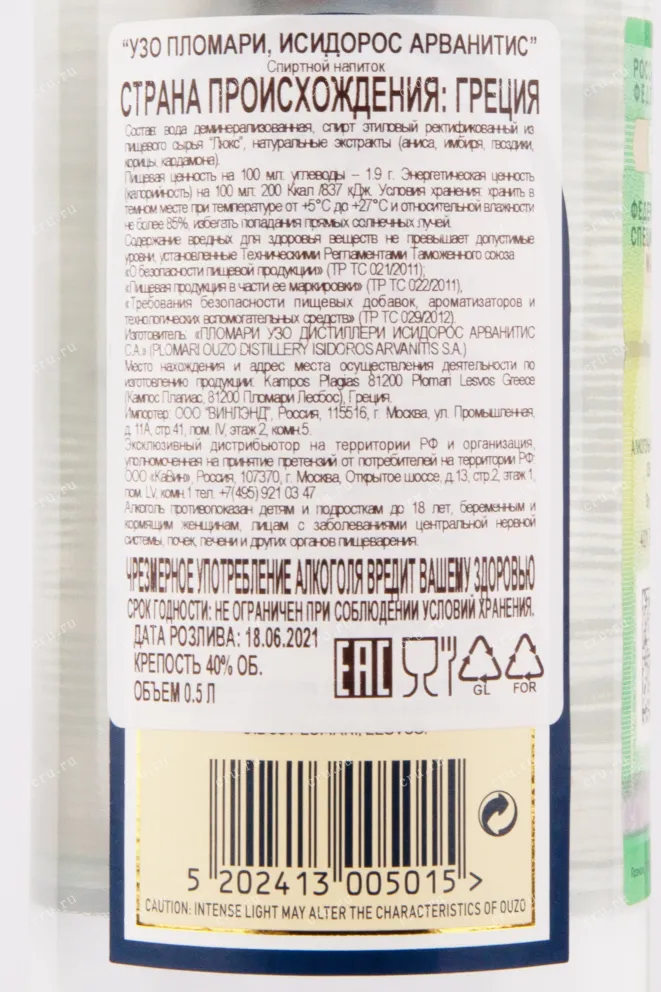 "УЗО ПЛОМАРИ, ИСИДОРОС АРВАНИТИС"
Спиртной напиток
СТРАНА ПРОИСХОЖДЕНИЯ: ГРЕЦИЯ
Состав: вода деминерализованная, спирт этиловый ректификованный из
пищевого сырья "Люкс", натуральные экстракты (аниса, имбиря, гвоздики,
корицы, кардамона).
Пищевая ценность на 100 мл: углеводы – 1.9 г. Энергетическая ценность
(калорийность) на 100 мл: 200 Ккал /837 кДж. Условия хранения: хранить в
темном месте при температуре от +5°С до +27°С и относительной влажности
не более 85%, избегать попадания прямых солнечных лучей.
Содержание вредных для здоровья веществ не превышает допустимые
уровни, установленные Техническими Регламентами Таможенного союза
«О безопасности пищевой продукции» (ТР ТС 021/2011);
«Пищевая продукция в части ее маркировки» (ТР ТС 022/2011),
«Требования безопасности пищевых добавок, ароматизаторов и
технологических вспомогательных средств» (ТР ТС 029/2012).
Изготовитель: «ПЛОМАРИ УЗО ДИСТИЛЛЕРИ ИСИДОРОС АРВАНИТИС
С.А.» (PLOMARI OUZO DISTILLERY ISIDOROS ARVANITIS S.A.)
Место нахождения и адрес места осуществления деятельности по
изготовлению продукции: Kampos Plagias 81200 Plomari Lesvos Greece
(Кампос Плагиас, 81200 Пломари Лесбос), Греция.
Импортер: ООО "ВИНЛЭНД", Россия, 115516, г. Москва, ул. Промышленная,
д. 11А, стр.41, пом. IV, этаж 2, комн.5.
Эксклюзивный дистрибьютор на территории РФ и организация,
уполномоченная на принятие претензий от потребителей на территории РФ:
ООО «Кабин», Россия, 107370, г. Москва, Открытое шоссе, д.13, стр.2, этаж 1,
пом. LV, комн.1 тел. +7(495) 921 03 47
Алкоголь противопоказан детям и подросткам до 18 лет, беременным и
кормящим женщинам, лицам с заболеваниями центральной нервной
системы, почек, печени и других органов пищеварения.
ЧРЕЗМЕРНОЕ УПОТРЕБЛЕНИЕ АЛКОГОЛЯ ВРЕДИТ ВАШЕМУ ЗДОРОВЬЮ
СРОК ГОДНОСТИ: НЕ ОГРАНИЧЕН ПРИ СОБЛЮДЕНИИ УСЛОВИЙ ХРАНЕНИЯ.
ДАТА РОЗЛИВА: 18.06.2021
КРЕПОСТЬ 40% ОБ.
ОБЪЕМ 0.5 Л
EAC
GL
FOR
5 202413 005015 >
CAUTION: INTENSE LIGHT MAY ALTER THE CHARACTERISTICS OF OUZO